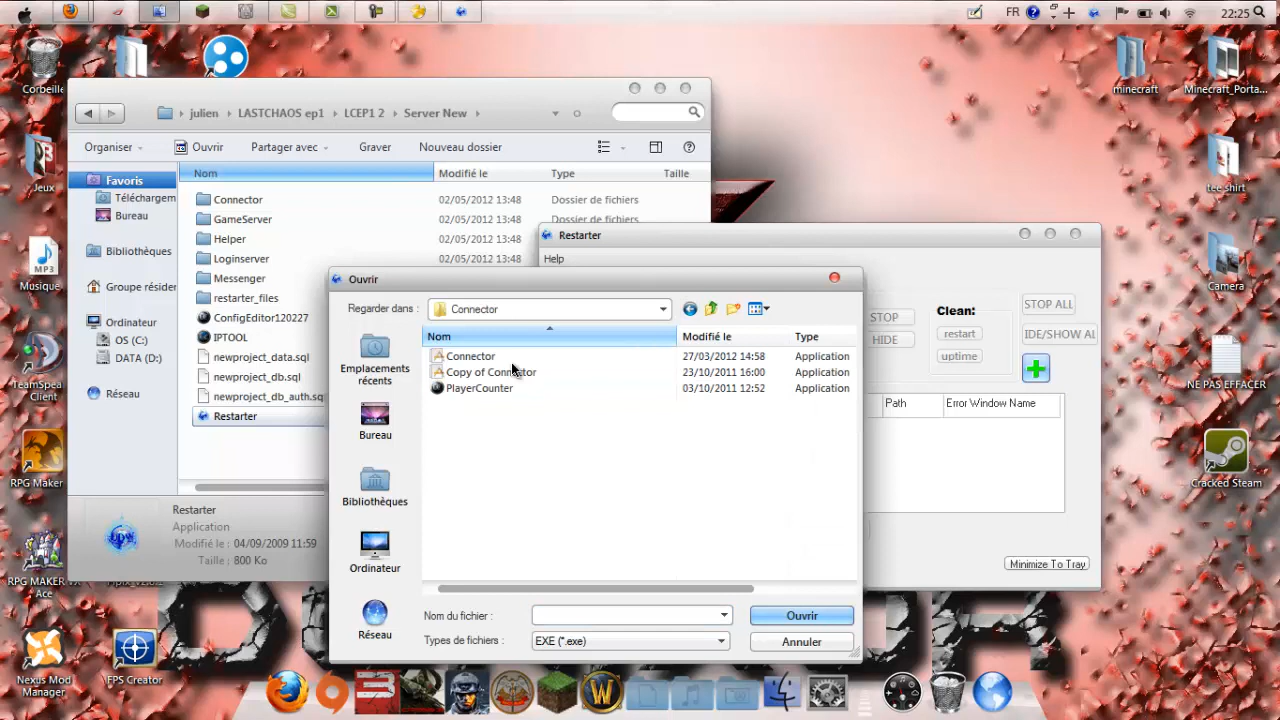 FR
22:25
Corbeille
minecraft
Minecraft_Porta...
julien LASTCHAOS ep1 LCEP1 2 Server New
Organiser Ouvrir Partager avec Graver Nouveau dossier
Nom Modifié le Type Taille
Favoris
Téléchargem
Bureau
Bibliothèques
Groupe résiden
Ordinateur
OS (C:)
DATA (D:)
Réseau
Connector 02/05/2012 13:48 Dossier de fichiers
GameServer 02/05/2012 13:48 Dossier de fichiers
Helper 02/05/2012 13:48
Loginserver 02/05/2012 13:48
Messenger
restarter_files
ConfigEditor120227
IPTOOL
newproject_data.sql
newproject_db.sql
newproject_db_auth.sq
Restarter
Restarter
Application
Modifié le : 04/09/2009 11:59
Taille : 800 Ko
Restarter
Help
STOP
HIDE
Clean:
restart
uptime
STOP ALL
IDE/SHOW AL
Path Error Window Name
Minimize To Tray
Ouvrir
Regarder dans : Connector
Nom Modifié le Type
Connector 27/03/2012 14:58 Application
Copy of Connector 23/10/2011 16:00 Application
PlayerCounter 03/10/2011 12:52 Application
Emplacements
récents
Bureau
Bibliothèques
Ordinateur
Réseau
Nom du fichier :
Ouvrir
Types de fichiers : EXE (*.exe)
Annuler
Jeux
MP3
Musique
TeamSpea
Client
RPG Maker
RPG MAKER VX
Ace
Nexus Mod
Manager
FPS Creator
tee shirt
Camera
NE PAS EFFACER
Cracked Steam